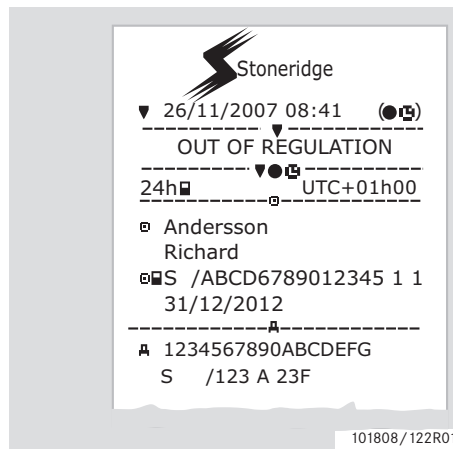 Stoneridge
26/11/2007 08:41 ( )
OUT OF REGULATION
24h UTC+01h00
Andersson
Richard
S /ABCD6789012345 1 1
31/12/2012
1234567890ABCDEFG
S /123 A 23F
101808/122R01